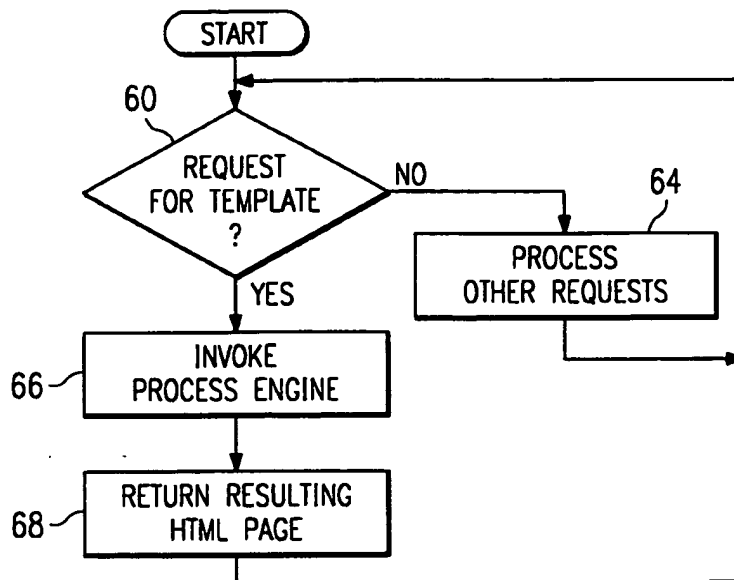 START
60
REQUEST
FOR TEMPLATE
?
NO
64
PROCESS
OTHER REQUESTS
YES
66
INVOKE
PROCESS ENGINE
68
RETURN RESULTING
HTML PAGE